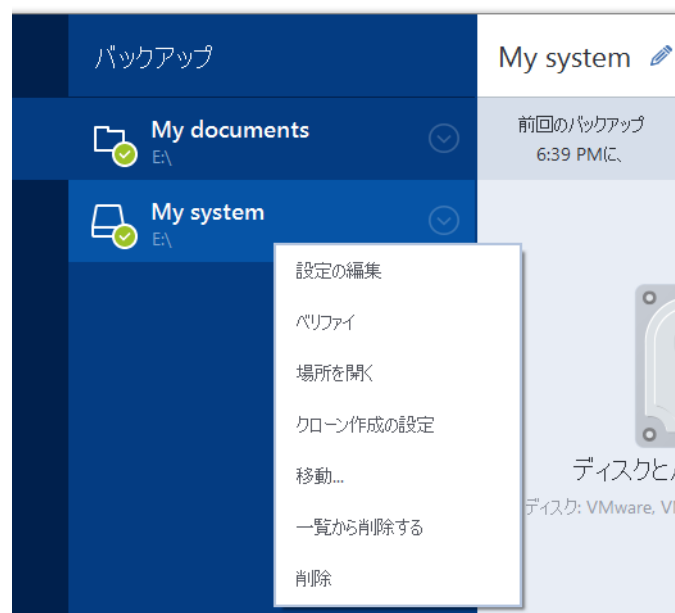 バックアップ
My system
My documents
E:\
前回のバックアップ
6:39 PMに、
My system
E:\
設定の編集
ベリファイ
場所を開く
クローン作成の設定
移動...
一覧から削除する
削除
ディスクと
ディスク: VMware,